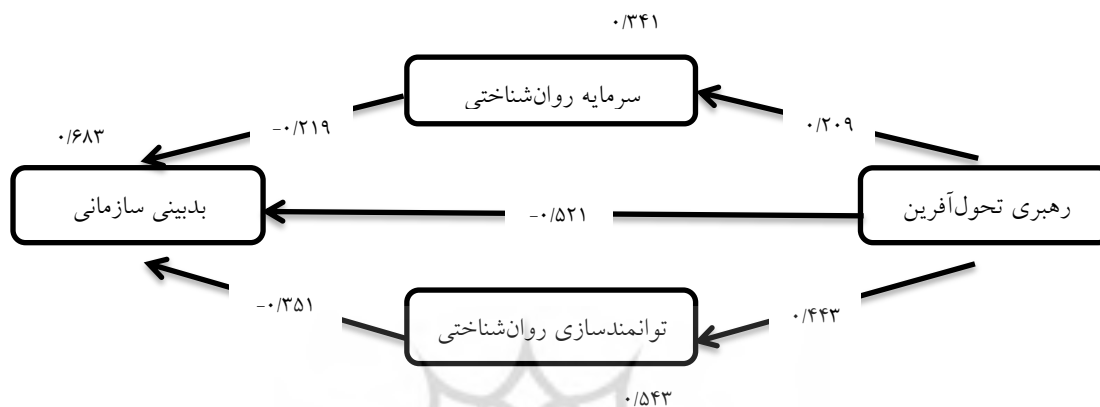 ۰/۳۴۱
سرمایه روان‌شناختی
۰/۲۰۹
-۰/۲۱۹
۰/۶۸۳
رهبری تحول‌آفرین
-۰/۵۲۱
بدبینی سازمانی
۰/۴۴۳
-۰/۳۵۱
توانمندسازی روان‌شناختی
۰/۵۴۳